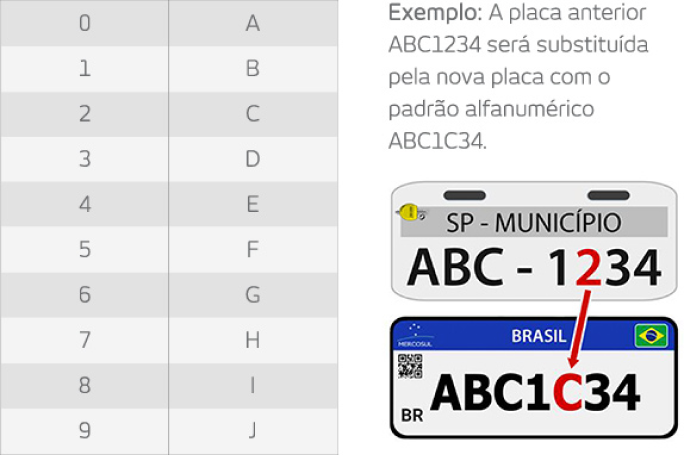 0 A
1 B
2 C
3 D
4 E
5 F
6 G
7 H
8 I
9 J
Exemplo: A placa anterior
ABC1234 será substituída
pela nova placa com o
padrão alfanumérico
ABC1C34.
SP - MUNICÍPIO
ABC - 1234
MERCOSUL
BRASIL
ABC1C34
BR